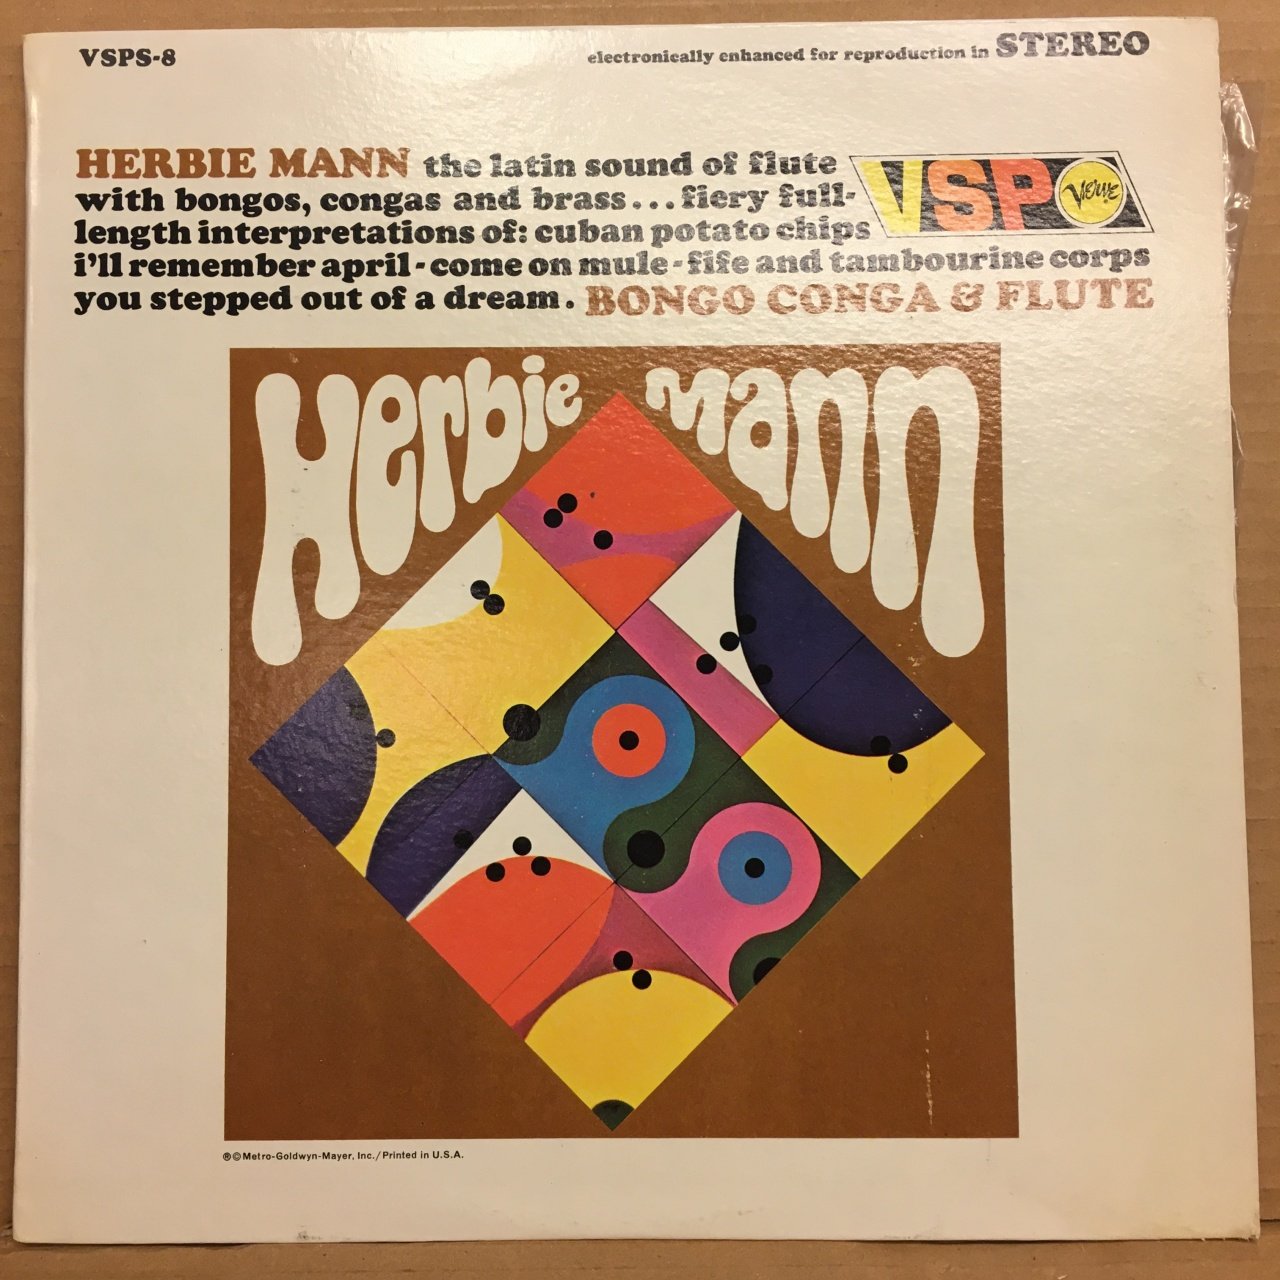 VSPS-8
electronically enhanced for reproduction in STEREO
HERBIE MANN the latin sound of flute
with bongos, congas and brass...fiery full-
length interpretations of: cuban potato chips
i'll remember april-come on mule-fife and tambourine corps
you stepped out of a dream. BONGO CONGA & FLUTE
VSP Verve
Herbie Mann
℗©Metro-Goldwyn-Mayer, Inc./Printed in U.S.A.